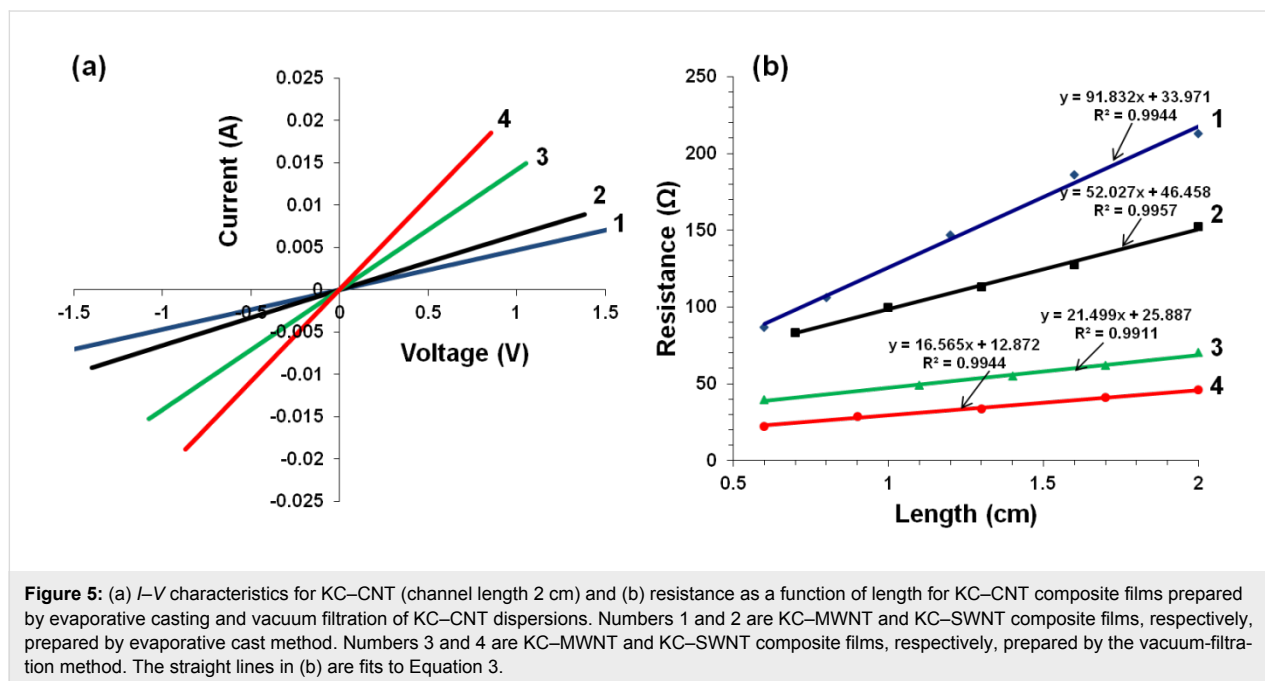 (a)
(b)
0.025
0.02
0.015
0.01
0.005
0
-0.005
-0.01
-0.015
-0.02
-0.025
-1.5
-1
-0.5
0
0.5
1
1.5
Current (A)
Voltage (V)
4
3
2
1
250
200
150
100
50
0
0.5
1
1.5
2
Resistance (Ω)
Length (cm)
y = 91.832x + 33.971
R² = 0.9944
1
y = 52.027x + 46.458
R² = 0.9957
2
y = 21.499x + 25.887
R² = 0.9911
3
y = 16.565x + 12.872
R² = 0.9944
4
Figure 5: (a) I–V characteristics for KC–CNT (channel length 2 cm) and (b) resistance as a function of length for KC–CNT composite films prepared
by evaporative casting and vacuum filtration of KC–CNT dispersions. Numbers 1 and 2 are KC–MWNT and KC–SWNT composite films, respectively,
prepared by evaporative cast method. Numbers 3 and 4 are KC–MWNT and KC–SWNT composite films, respectively, prepared by the vacuum-filtra-
tion method. The straight lines in (b) are fits to Equation 3.